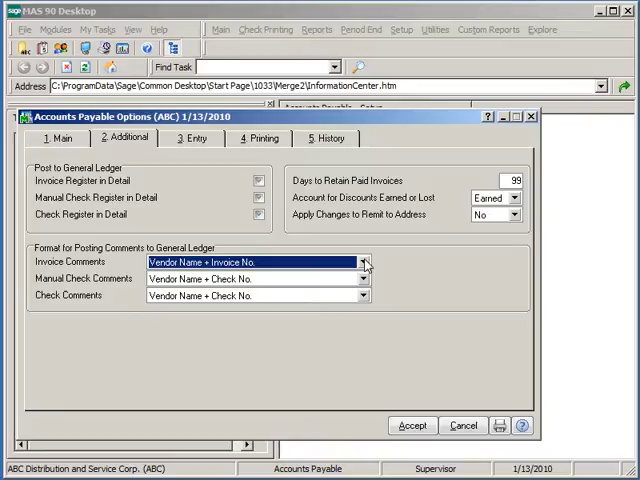 sage MAS 90 Desktop
File Modules My Tasks View Help Main Check Printing Reports Period End Setup Utilities Custom Reports Explore
ABC
Find Task
Address C:\ProgramData\Sage\Common Desktop\Start Page\1033\Merge2\InformationCenter.htm
Accounts Payable Options (ABC) 1/13/2010
1. Main 2. Additional 3. Entry 4. Printing 5. History
Post to General Ledger
Invoice Register in Detail
Manual Check Register in Detail
Check Register in Detail
Days to Retain Paid Invoices 99
Account for Discounts Earned or Lost Earned
Apply Changes to Remit to Address No
Format for Posting Comments to General Ledger
Invoice Comments Vendor Name + Invoice No.
Manual Check Comments Vendor Name + Check No.
Check Comments Vendor Name + Check No.
Accept Cancel
ABC Distribution and Service Corp. (ABC) Accounts Payable Supervisor 1/13/2010